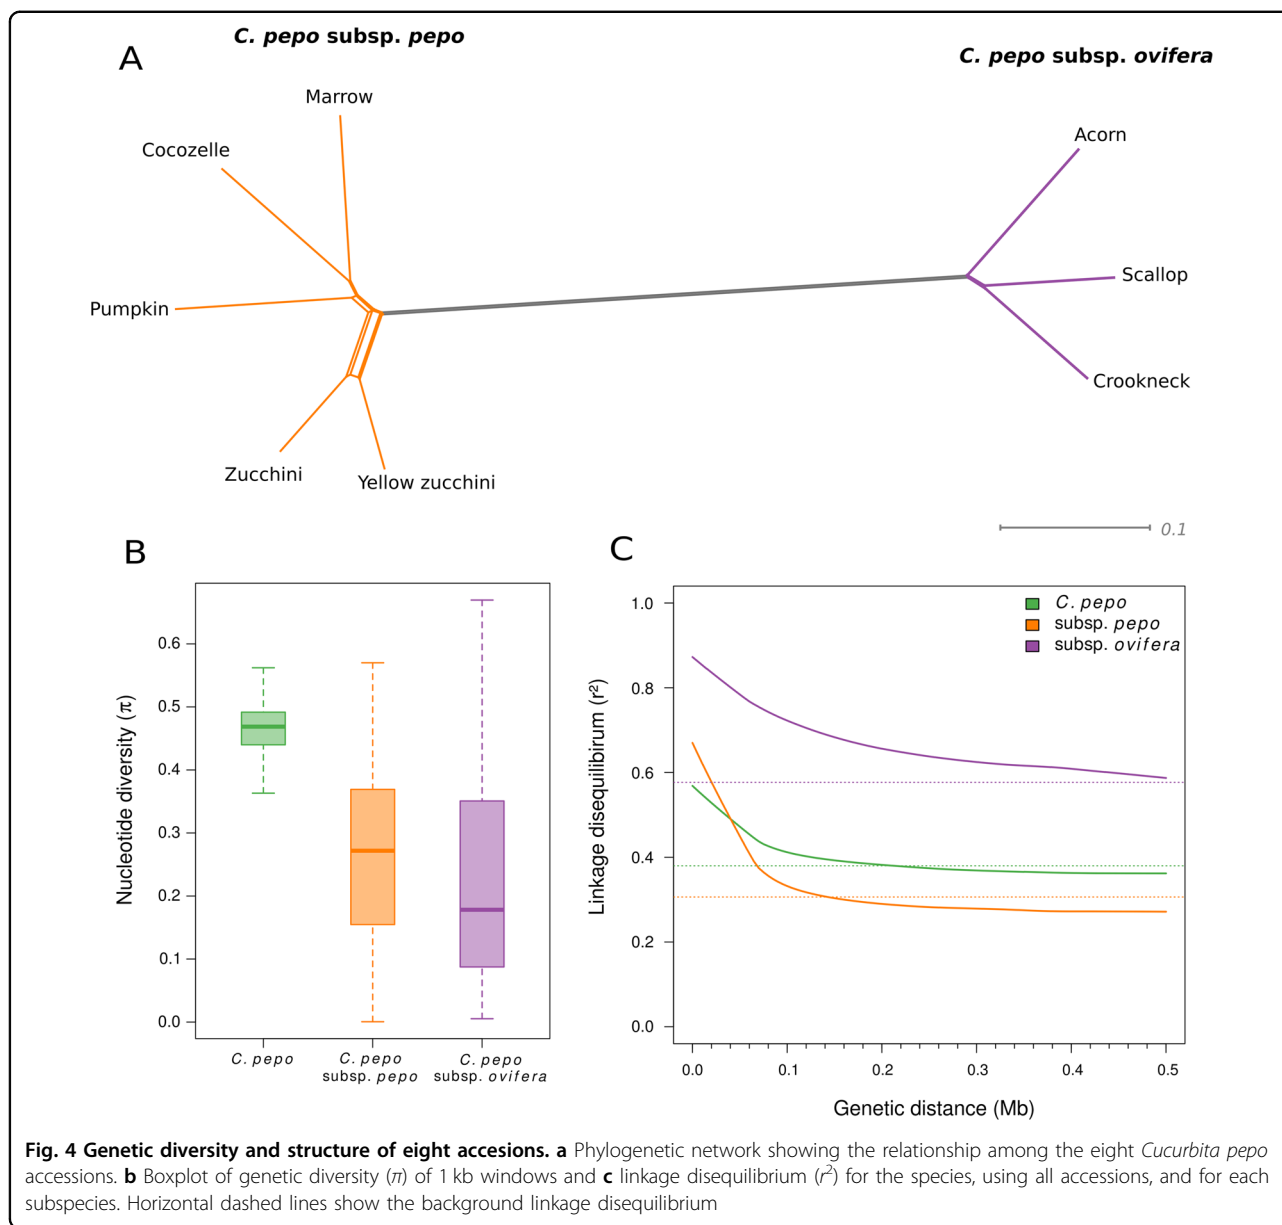 A
C. pepo subsp. pepo
C. pepo subsp. ovifera
Marrow
Cocozelle
Pumpkin
Zucchini
Yellow zucchini
Acorn
Scallop
Crookneck
0.1
B
Nucleotide diversity (π)
0.6
0.5
0.4
0.3
0.2
0.1
0.0
C. pepo
C. pepo
subsp. pepo
C. pepo
subsp. ovifera
C
Linkage disequilibirum (r²)
1.0
0.8
0.6
0.4
0.2
0.0
C. pepo
subsp. pepo
subsp. ovifera
0.0 0.1 0.2 0.3 0.4 0.5
Genetic distance (Mb)
Fig. 4 Genetic diversity and structure of eight accesions. a Phylogenetic network showing the relationship among the eight Cucurbita pepo
accessions. b Boxplot of genetic diversity (π) of 1 kb windows and c linkage disequilibrium (r²) for the species, using all accessions, and for each
subspecies. Horizontal dashed lines show the background linkage disequilibrium